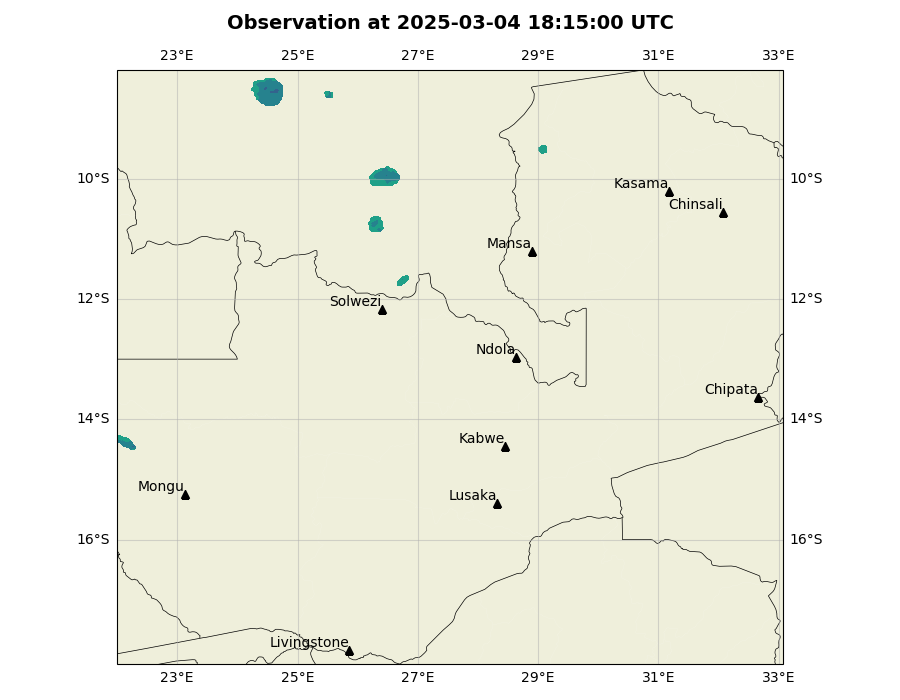 Observation at 2025-03-04 18:15:00 UTC
23°E 25°E 27°E 29°E 31°E 33°E
10°S 10°S
Kasama
Chinsali
Mansa
12°S 12°S
Solwezi
Ndola
Chipata
14°S 14°S
Kabwe
Mongu
Lusaka
16°S 16°S
Livingstone
23°E 25°E 27°E 29°E 31°E 33°E